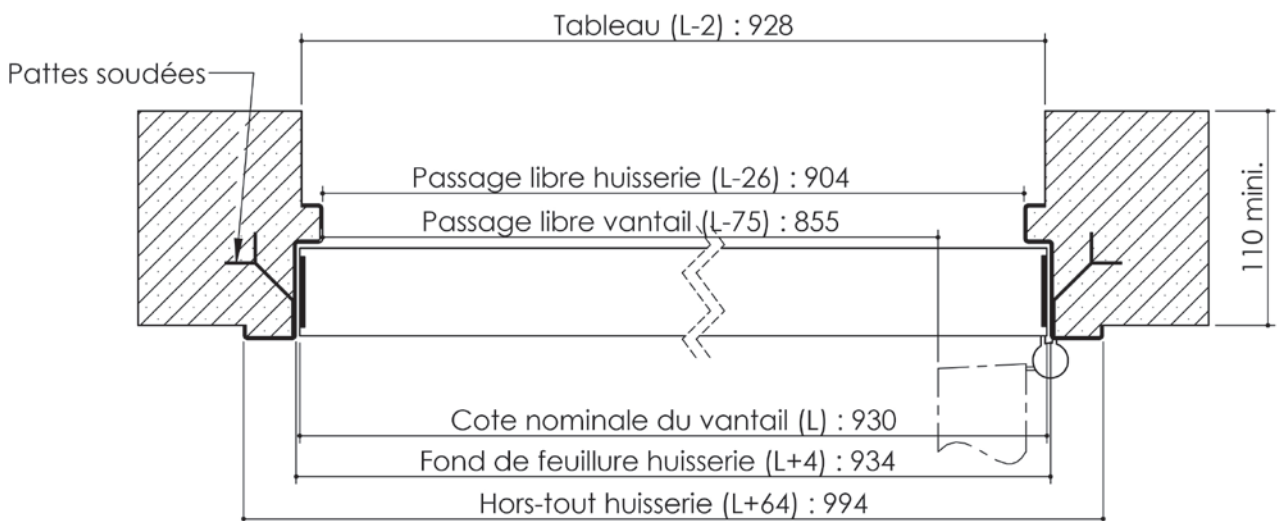 Tableau (L-2) : 928
Pattes soudées
Passage libre huisserie (L-26) : 904
Passage libre vantail (L-75) : 855
110 mini.
Cote nominale du vantail (L) : 930
Fond de feuillure huisserie (L+4) : 934
Hors-tout huisserie (L+64) : 994